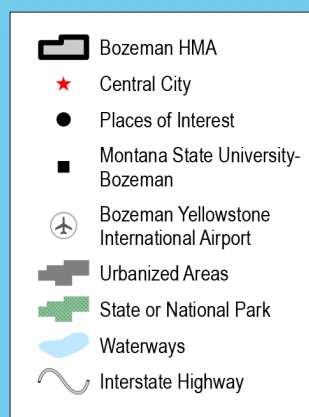 Bozeman HMA
Central City
Places of Interest
Montana State University-
Bozeman
Bozeman Yellowstone
International Airport
Urbanized Areas
State or National Park
Waterways
Interstate Highway